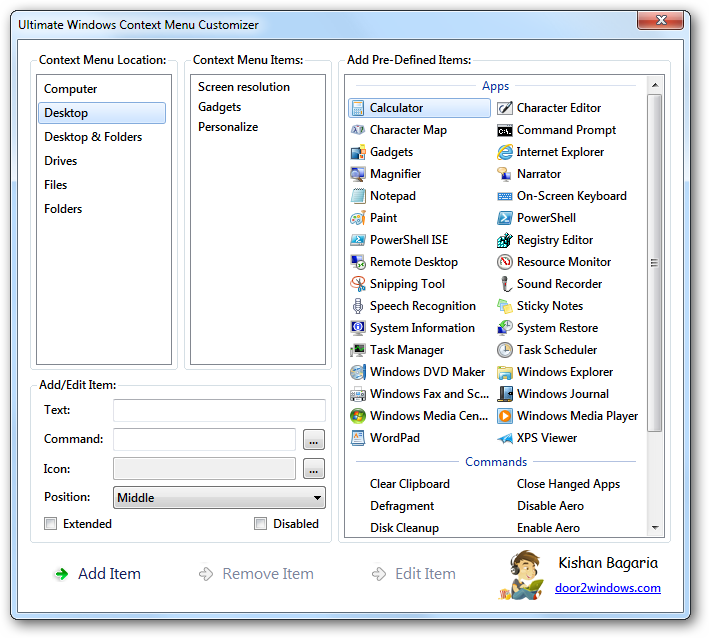 Ultimate Windows Context Menu Customizer
Context Menu Location:
Computer
Desktop
Desktop & Folders
Drives
Files
Folders
Context Menu Items:
Screen resolution
Gadgets
Personalize
Add Pre-Defined Items:
Apps
Calculator
Character Editor
Character Map
Command Prompt
Gadgets
Internet Explorer
Magnifier
Narrator
Notepad
On-Screen Keyboard
Paint
PowerShell
PowerShell ISE
Registry Editor
Remote Desktop
Resource Monitor
Snipping Tool
Sound Recorder
Speech Recognition
Sticky Notes
System Information
System Restore
Task Manager
Task Scheduler
Windows DVD Maker
Windows Explorer
Windows Fax and Sc...
Windows Journal
Windows Media Cen...
Windows Media Player
WordPad
XPS Viewer
Commands
Clear Clipboard
Close Hanged Apps
Defragment
Disable Aero
Disk Cleanup
Enable Aero
Add/Edit Item:
Text:
Command:
...
Icon:
...
Position:
Middle
Extended
Disabled
Add Item
Remove Item
Edit Item
Kishan Bagaria
door2windows.com